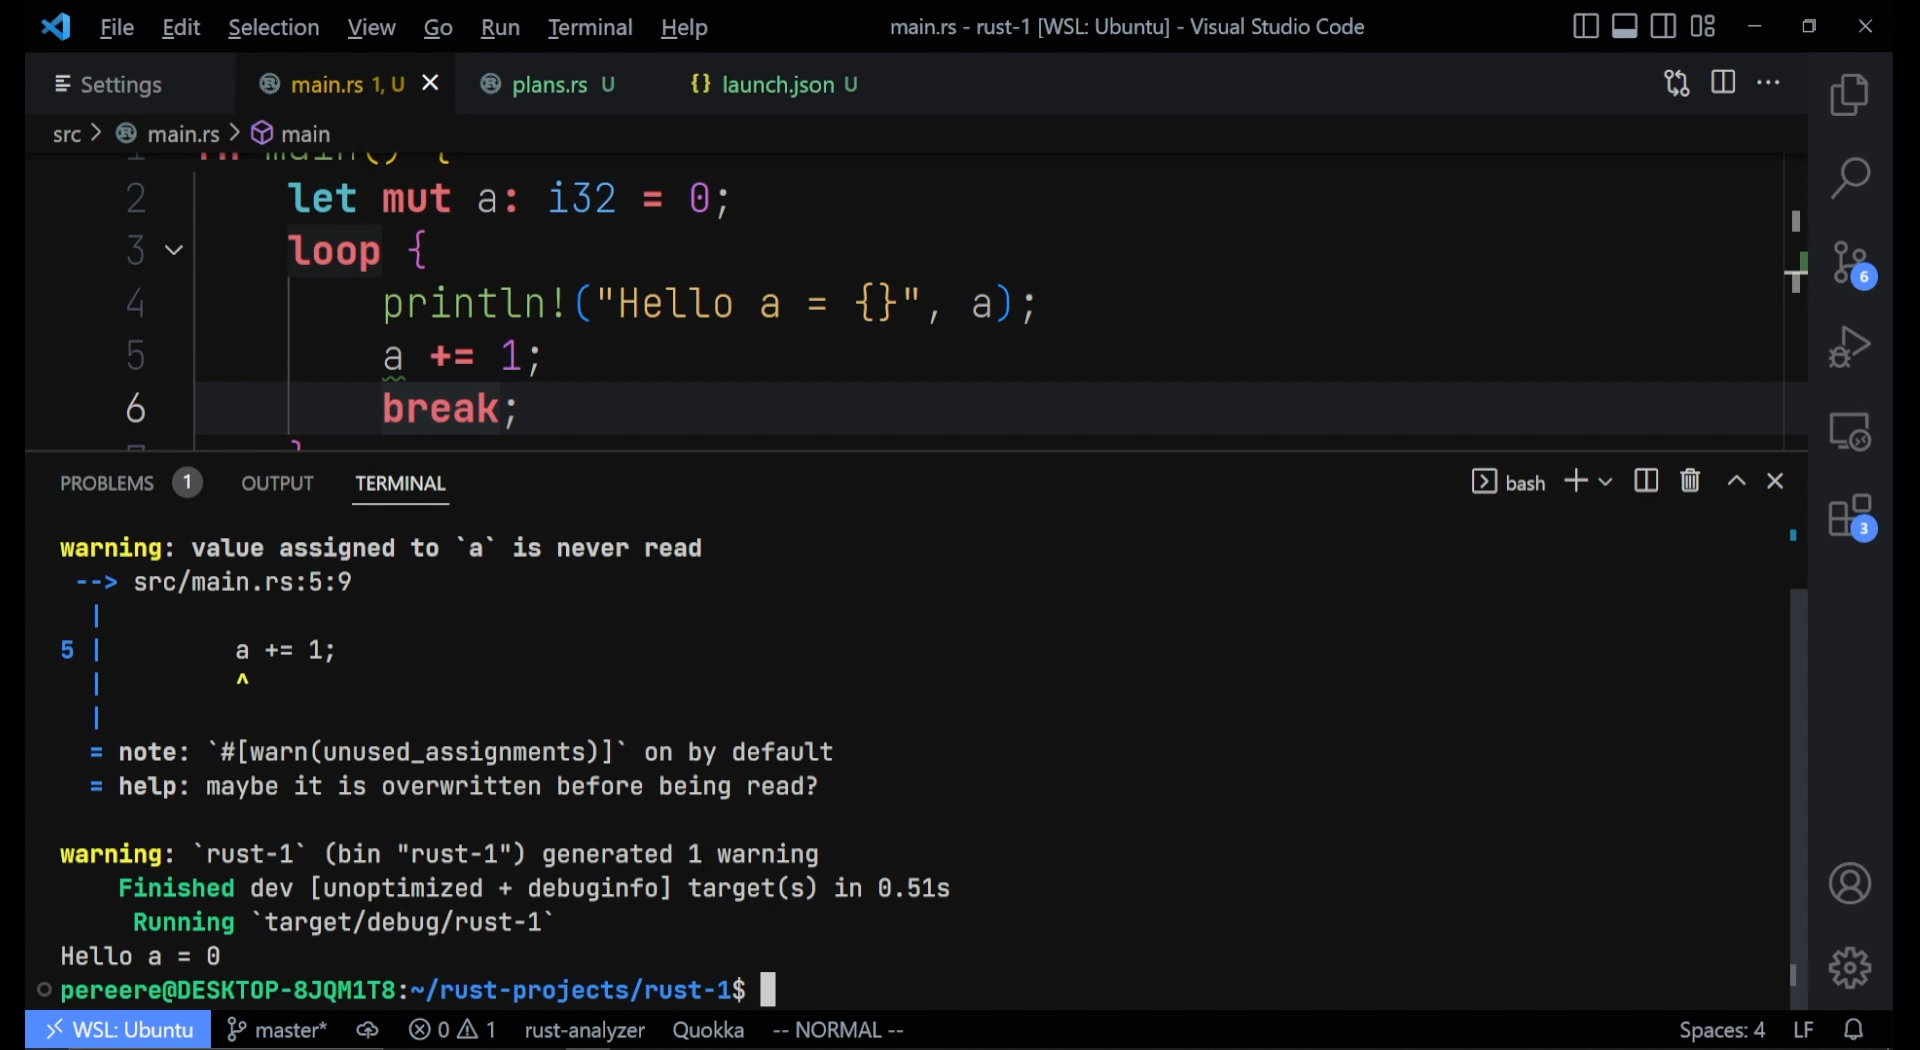 File Edit Selection View Go Run Terminal Help
main.rs - rust-1 [WSL: Ubuntu] - Visual Studio Code
Settings main.rs 1, U plans.rs U {} launch.json U
src > main.rs > main
1 fn main() {
2 let mut a: i32 = 0;
3 loop {
4 println!("Hello a = {}", a);
5 a += 1;
6 break;
7 }
PROBLEMS 1 OUTPUT TERMINAL
bash
6
3
warning: value assigned to `a` is never read
--> src/main.rs:5:9
|
5 | a += 1;
| ^
|
= note: `#[warn(unused_assignments)]` on by default
= help: maybe it is overwritten before being read?
warning: `rust-1` (bin "rust-1") generated 1 warning
Finished dev [unoptimized + debuginfo] target(s) in 0.51s
Running `target/debug/rust-1`
Hello a = 0
pereere@DESKTOP-8JQM1T8:~/rust-projects/rust-1$
WSL: Ubuntu master* 0 1 rust-analyzer Quokka -- NORMAL -- Spaces: 4 LF